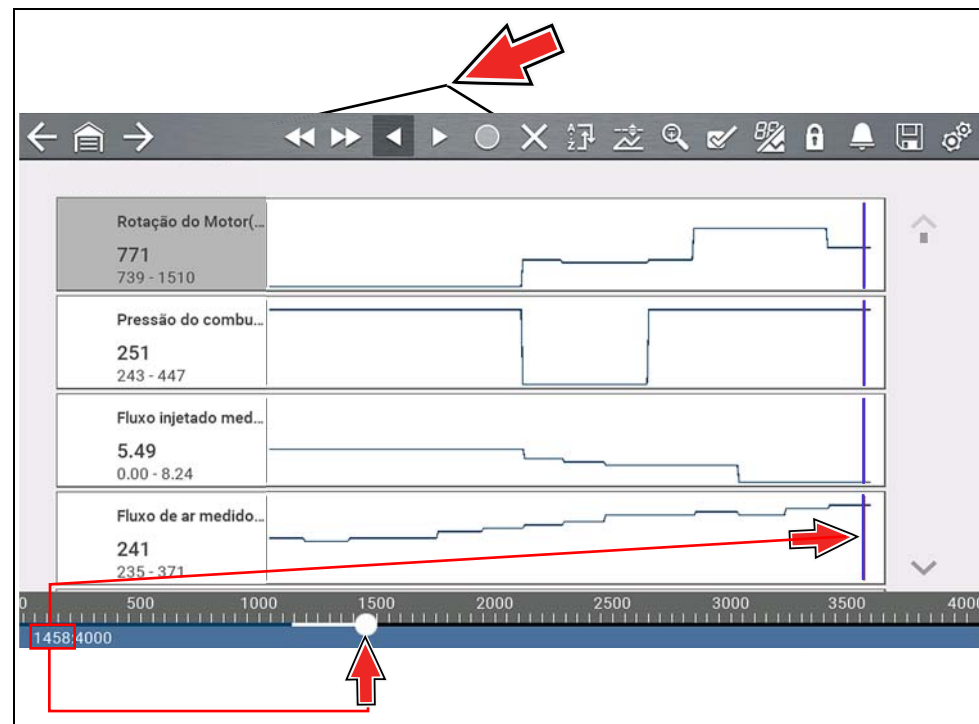 Rotação do Motor(...
771
739 - 1510
Pressão do combu...
251
243 - 447
Fluxo injetado med...
5.49
0.00 - 8.24
Fluxo de ar medido...
241
235 - 371
0 500 1000 1500 2000 2500 3000 3500 4000
1458:4000